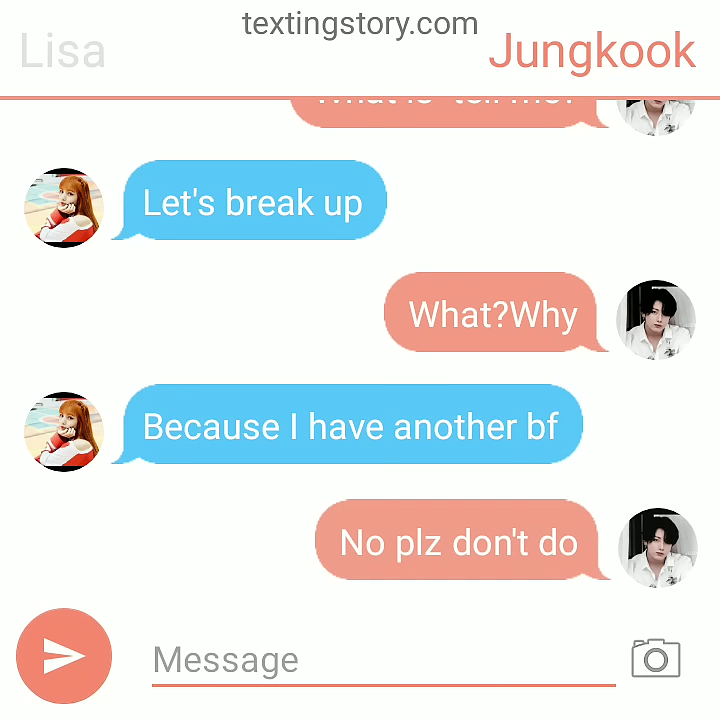 textingstory.com
Lisa
Jungkook
Let's break up
What?Why
Because I have another bf
No plz don't do
Message